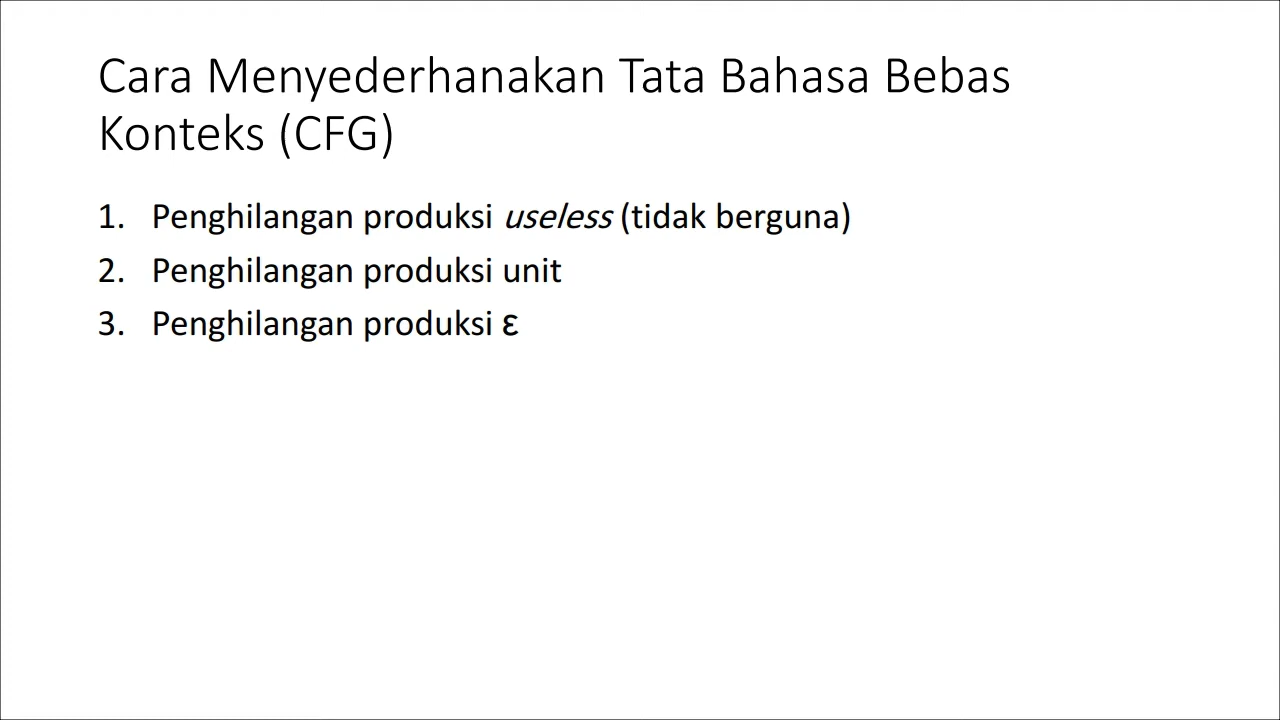 Cara Menyederhanakan Tata Bahasa Bebas
Konteks (CFG)
1. Penghilangan produksi useless (tidak berguna)
2. Penghilangan produksi unit
3. Penghilangan produksi ε